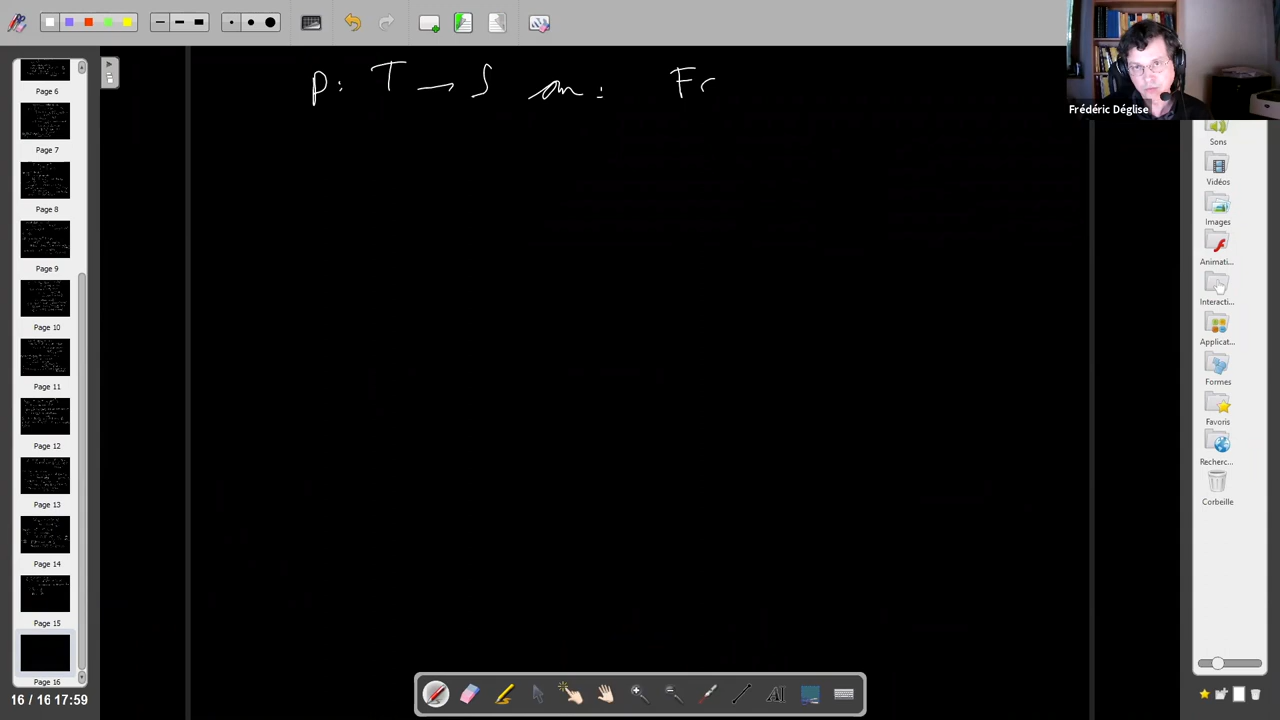 p: T → S on: Fr
Frédéric Déglise
Page 6
Page 7
Page 8
Page 9
Page 10
Page 11
Page 12
Page 13
Page 14
Page 15
Page 16
16 / 16 17:59
Sons
Vidéos
Images
Animati...
Interacti...
Applicat...
Formes
Favoris
Recherc...
Corbeille
AI